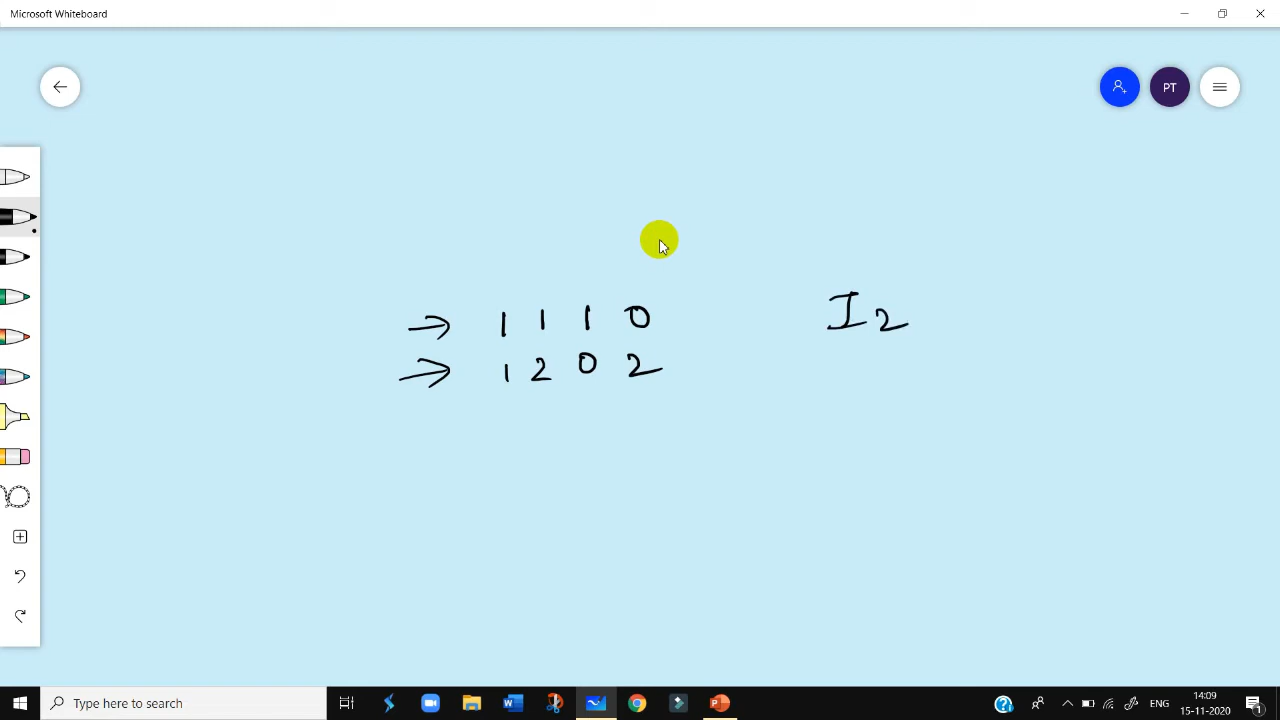 Microsoft Whiteboard
PT
→ 1 1 1 0 I2
→ 1 2 0 2
Type here to search
ENG
14:09
15-11-2020
1